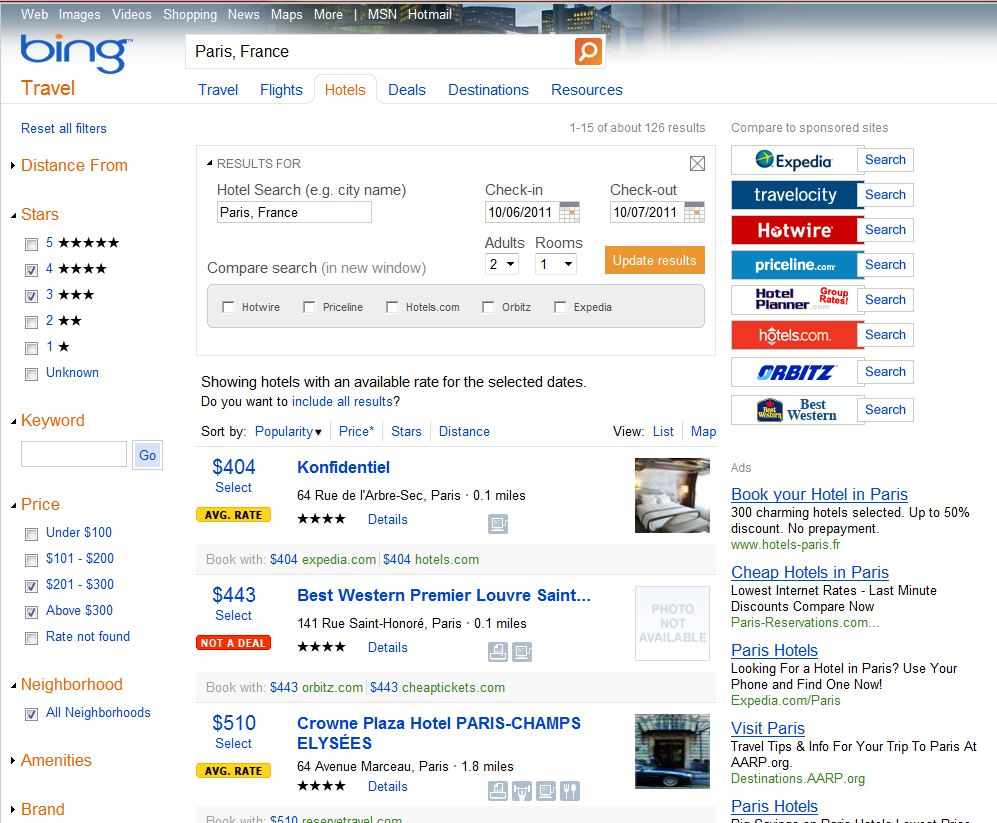 Web Images Videos Shopping News Maps More | MSN Hotmail
bing™
Paris, France
Travel
Travel Flights Hotels Deals Destinations Resources
Reset all filters
Distance From
Stars
5 ★★★★★
4 ★★★★
3 ★★★
2 ★★
1 ★
Unknown
Keyword
Go
Price
Under $100
$101 - $200
$201 - $300
Above $300
Rate not found
Neighborhood
All Neighborhoods
Amenities
Brand
1-15 of about 126 results
RESULTS FOR
Hotel Search (e.g. city name)
Paris, France
Check-in
10/06/2011
Check-out
10/07/2011
Adults
2
Rooms
1
Update results
Compare search (in new window)
Hotwire Priceline Hotels.com Orbitz Expedia
Showing hotels with an available rate for the selected dates.
Do you want to include all results?
Sort by: Popularity▼ Price* Stars Distance View: List Map
$404
Select
AVG. RATE
Konfidentiel
64 Rue de l'Arbre-Sec, Paris · 0.1 miles
★★★★ Details
Book with: $404 expedia.com $404 hotels.com
$443
Select
NOT A DEAL
Best Western Premier Louvre Saint...
141 Rue Saint-Honoré, Paris · 0.1 miles
★★★★ Details
PHOTO
NOT
AVAILABLE
Book with: $443 orbitz.com $443 cheaptickets.com
$510
Select
AVG. RATE
Crowne Plaza Hotel PARIS-CHAMPS
ELYSÉES
64 Avenue Marceau, Paris · 1.8 miles
★★★★ Details
Book with: $510 reservetravel.com
Compare to sponsored sites
Expedia Search
travelocity Search
Hotwire Search
priceline.com Search
Hotel
Planner.com
Group
Rates!
Search
hotels.com. Search
ORBITZ Search
Best
Western
Best
Western
Search
Ads
Book your Hotel in Paris
300 charming hotels selected. Up to 50%
discount. No prepayment.
www.hotels-paris.fr
Cheap Hotels in Paris
Lowest Internet Rates - Last Minute
Discounts Compare Now
Paris-Reservations.com...
Paris Hotels
Looking For a Hotel in Paris? Use Your
Phone and Find One Now!
Expedia.com/Paris
Visit Paris
Travel Tips & Info For Your Trip To Paris At
AARP.org.
Destinations.AARP.org
Paris Hotels
Big Savings on Paris Hotels Lowest Price